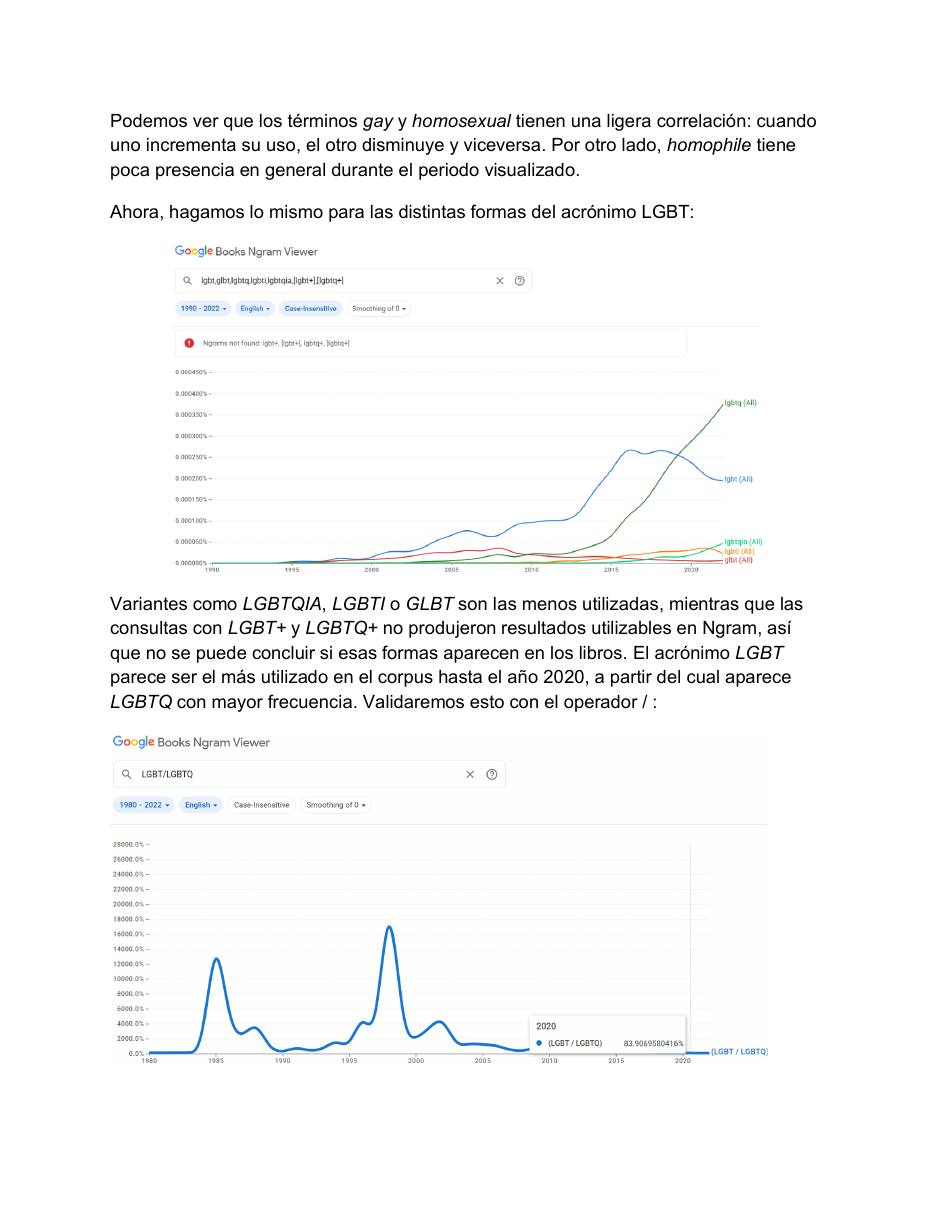 Podemos ver que los términos gay y homosexual tienen una ligera correlación: cuando
uno incrementa su uso, el otro disminuye y viceversa. Por otro lado, homophile tiene
poca presencia en general durante el periodo visualizado.
Ahora, hagamos lo mismo para las distintas formas del acrónimo LGBT:
Google Books Ngram Viewer
lgbt,glbt,lgbtq,lgbti,lgbtqia,[lgbt+],[lgbtq+]
1990 - 2022 English Case-Insensitive Smoothing of 0
Ngrams not found: lgbt+, [lgbt+], lgbtq+, [lgbtq+]
0.000450%
0.000400%
0.000350%
0.000300%
0.000250%
0.000200%
0.000150%
0.000100%
0.000050%
0.000000%
lgbtq (All)
lgbt (All)
lgbtqia (All)
lgbti (All)
glbt (All)
1990 1995 2000 2005 2010 2015 2020
Variantes como LGBTQIA, LGBTI o GLBT son las menos utilizadas, mientras que las
consultas con LGBT+ y LGBTQ+ no produjeron resultados utilizables en Ngram, así
que no se puede concluir si esas formas aparecen en los libros. El acrónimo LGBT
parece ser el más utilizado en el corpus hasta el año 2020, a partir del cual aparece
LGBTQ con mayor frecuencia. Validaremos esto con el operador / :
Google Books Ngram Viewer
LGBT/LGBTQ
1980 - 2022 English Case-Insensitive Smoothing of 0
28000.0%
26000.0%
24000.0%
22000.0%
20000.0%
18000.0%
16000.0%
14000.0%
12000.0%
10000.0%
8000.0%
6000.0%
4000.0%
2000.0%
0.0%
2020
(LGBT / LGBTQ) 83.9069580416%
(LGBT / LGBTQ)
1980 1985 1990 1995 2000 2005 2010 2015 2020